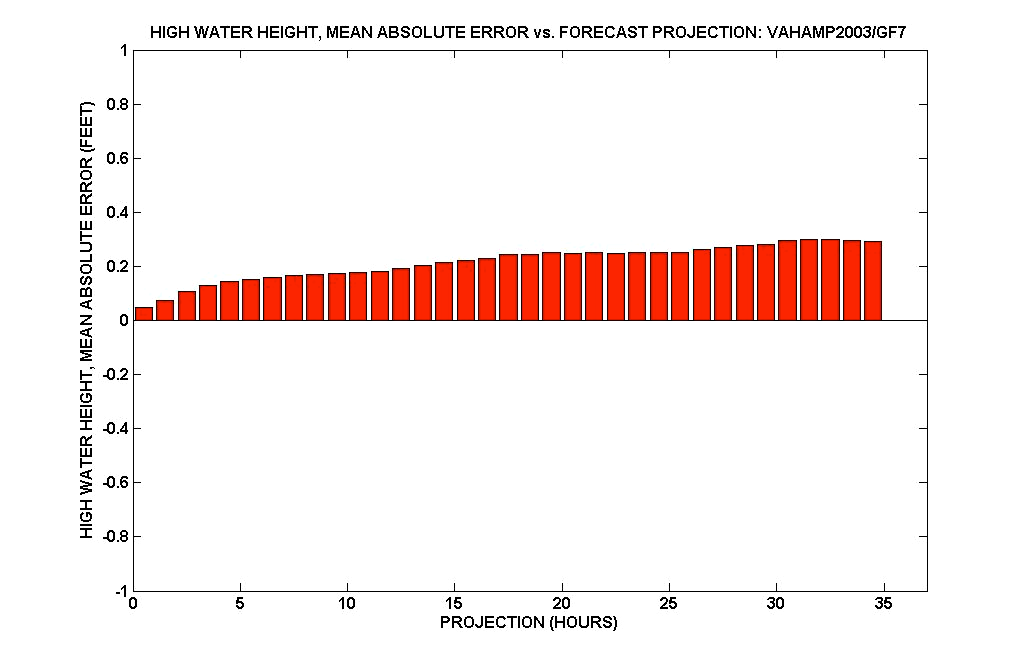 HIGH WATER HEIGHT, MEAN ABSOLUTE ERROR vs. FORECAST PROJECTION: VAHAMP2003/GF7
HIGH WATER HEIGHT, MEAN ABSOLUTE ERROR (FEET)
1
0.8
0.6
0.4
0.2
0
-0.2
-0.4
-0.6
-0.8
-1
0 5 10 15 20 25 30 35
PROJECTION (HOURS)